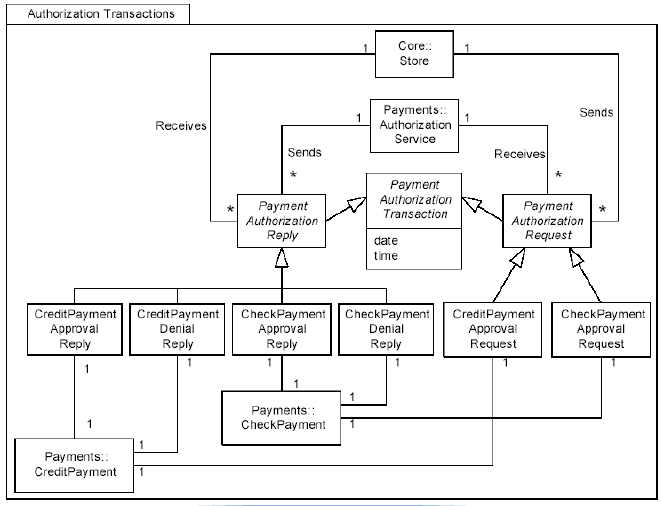 Authorization Transactions
1
Core::
Store
1
Receives
Sends
1
Payments::
Authorization
Service
1
Sends
Receives
*
*
*
Payment
Authorization
Reply
Payment
Authorization
Transaction
date
time
Payment
Authorization
Request
*
CreditPayment
Approval
Reply
CreditPayment
Denial
Reply
CheckPayment
Approval
Reply
CheckPayment
Denial
Reply
CreditPayment
Approval
Request
CheckPayment
Approval
Request
1
1
1
1
1
1
1
1
1
1
1
1
Payments::
CheckPayment
Payments::
CreditPayment